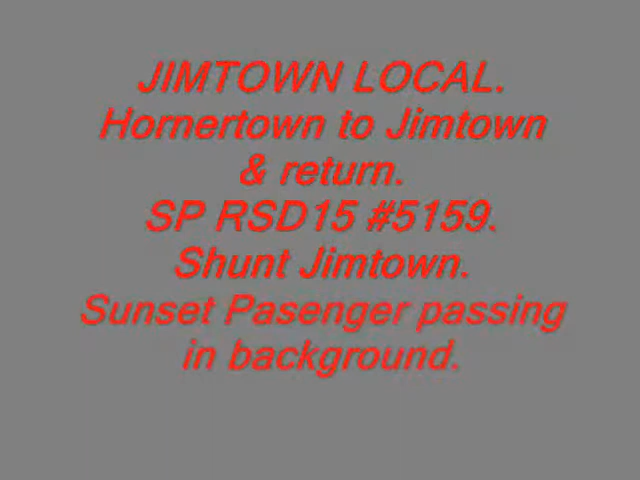 JIMTOWN LOCAL.
Hornertown to Jimtown
& return.
SP RSD15 #5159.
Shunt Jimtown.
Sunset Pasenger passing
in background.